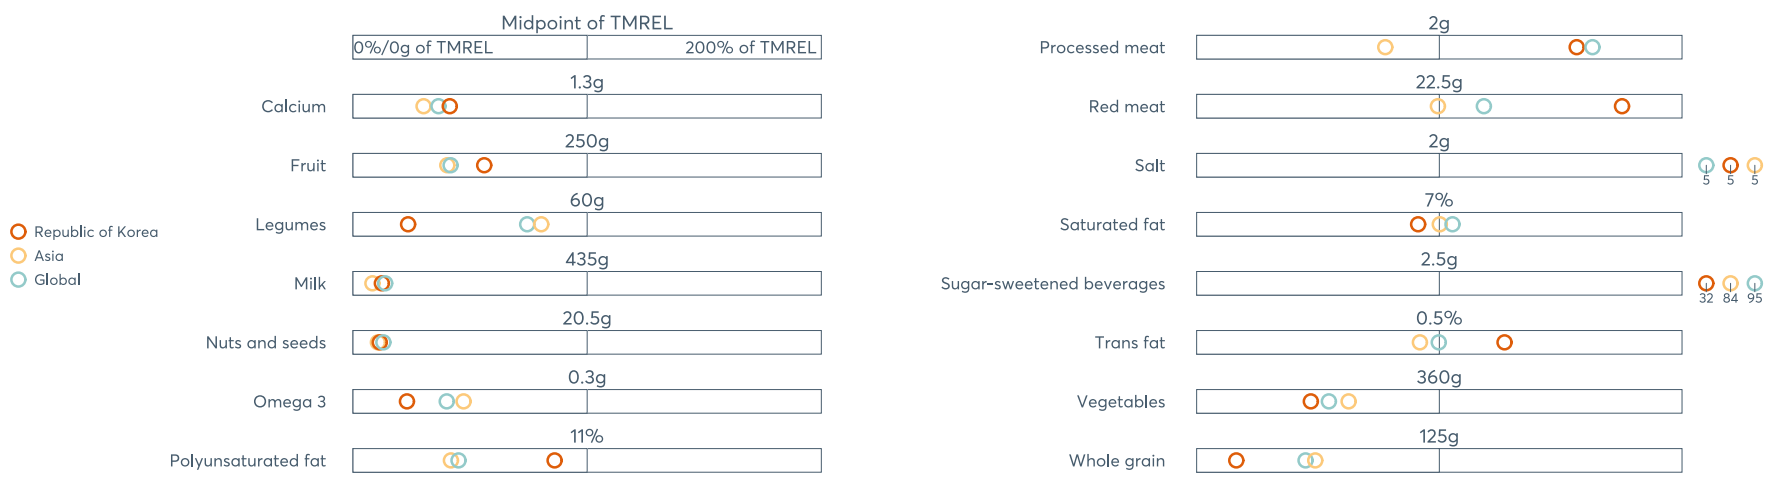 Midpoint of TMREL
0%/0g of TMREL 200% of TMREL
1.3g
Calcium
250g
Fruit
60g
Legumes
435g
Milk
20.5g
Nuts and seeds
0.3g
Omega 3
11%
Polyunsaturated fat
Republic of Korea
Asia
Global
2g
Processed meat
22.5g
Red meat
2g
Salt
5 5 5
7%
Saturated fat
2.5g
Sugar-sweetened beverages
32 84 95
0.5%
Trans fat
360g
Vegetables
125g
Whole grain